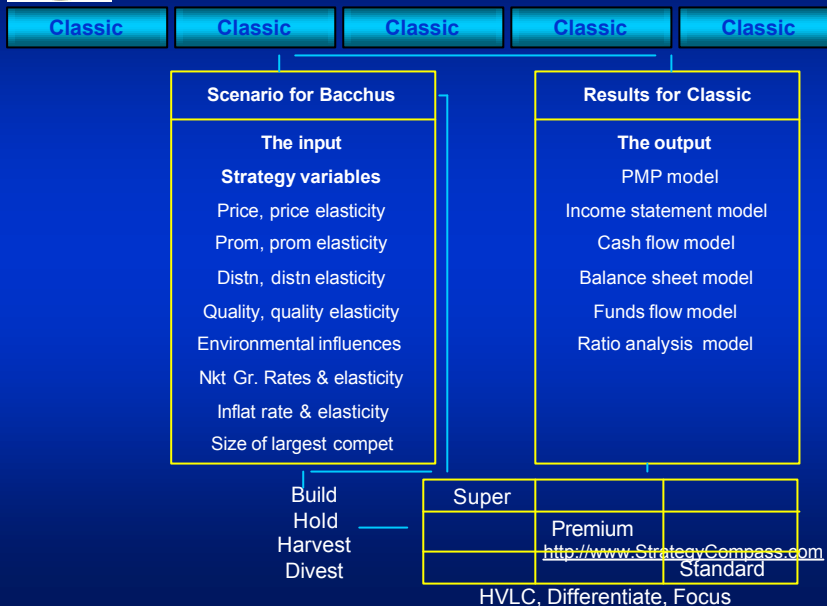 Classic Classic Classic Classic Classic
Scenario for Bacchus
The input
Strategy variables
Price, price elasticity
Prom, prom elasticity
Distn, distn elasticity
Quality, quality elasticity
Environmental influences
Nkt Gr. Rates & elasticity
Inflat rate & elasticity
Size of largest compet
Results for Classic
The output
PMP model
Income statement model
Cash flow model
Balance sheet model
Funds flow model
Ratio analysis model
Build
Hold
Harvest
Divest
Super
Premium
http://www.StrategyCompass.com
Standard
HVLC, Differentiate, Focus